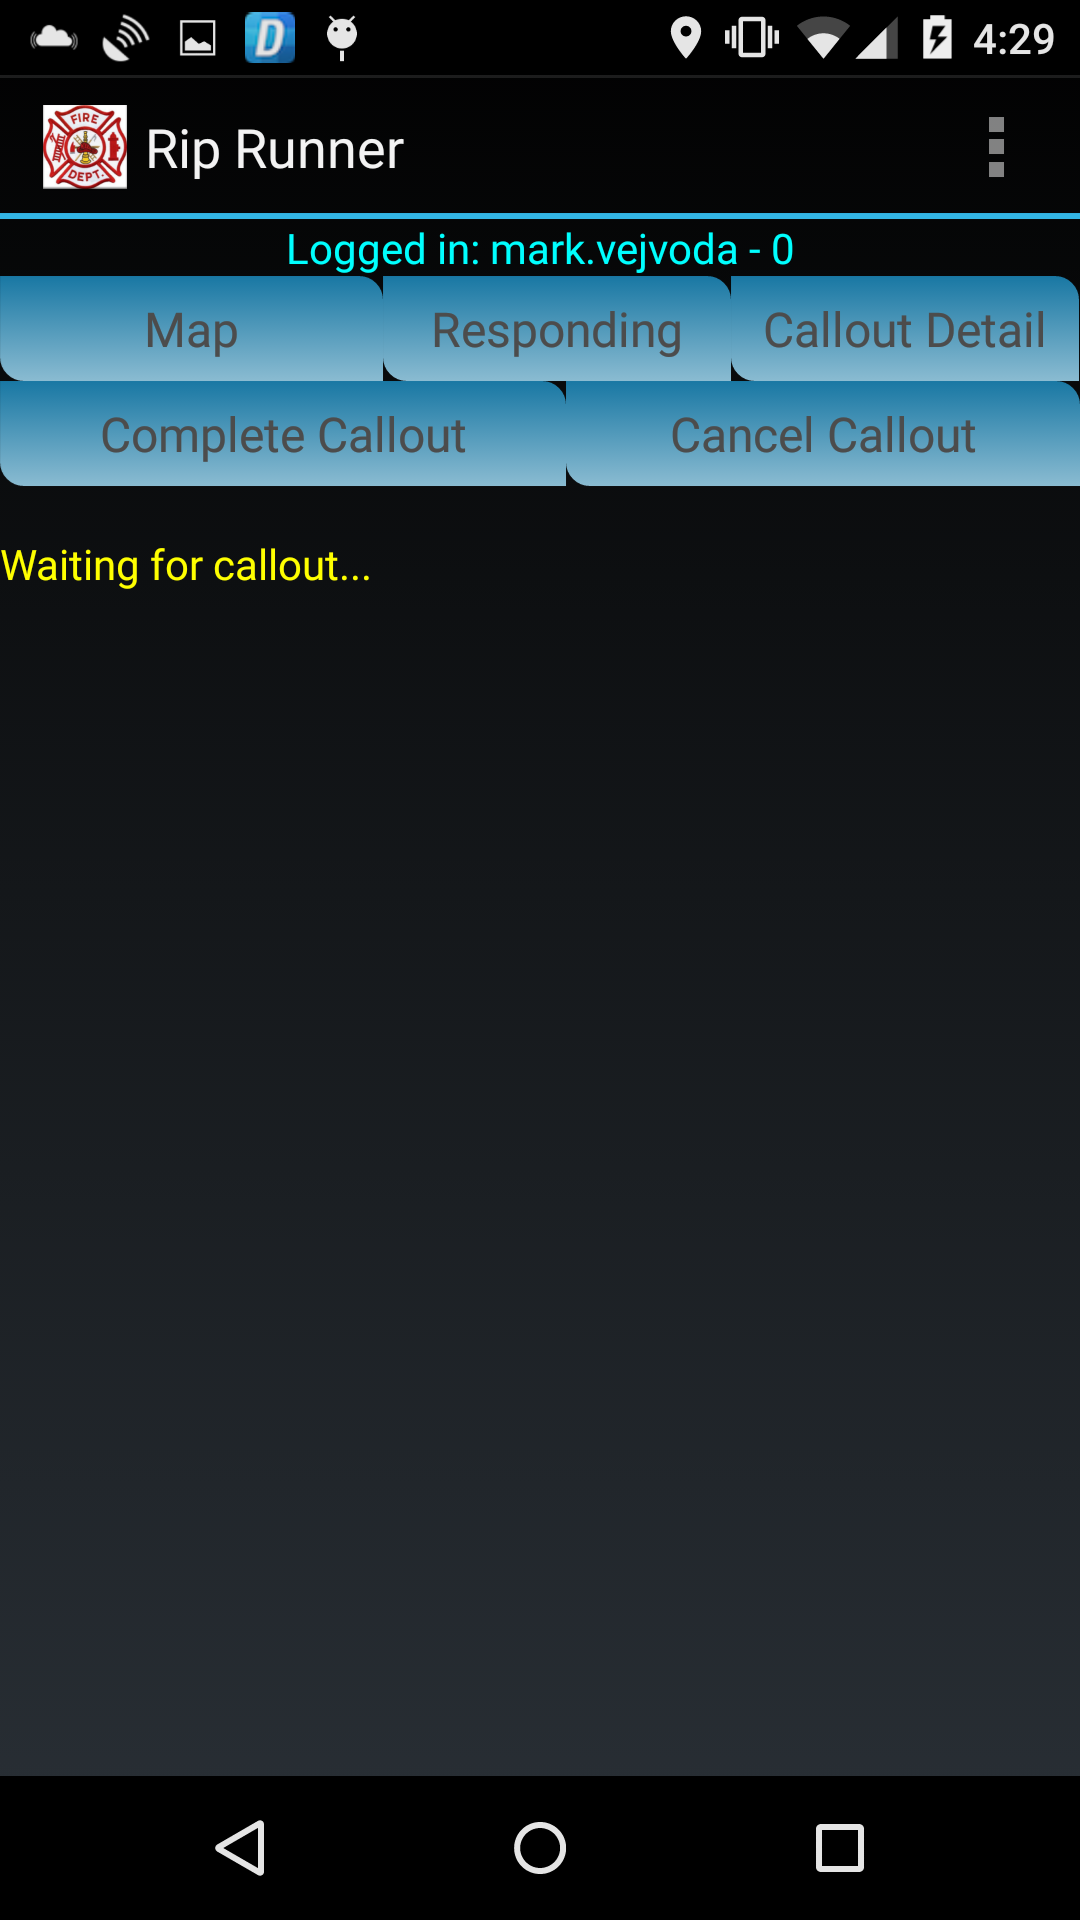 4:29
FIRE
DEPT.
Rip Runner
Logged in: mark.vejvoda - 0
Map Responding Callout Detail
Complete Callout Cancel Callout
Waiting for callout...